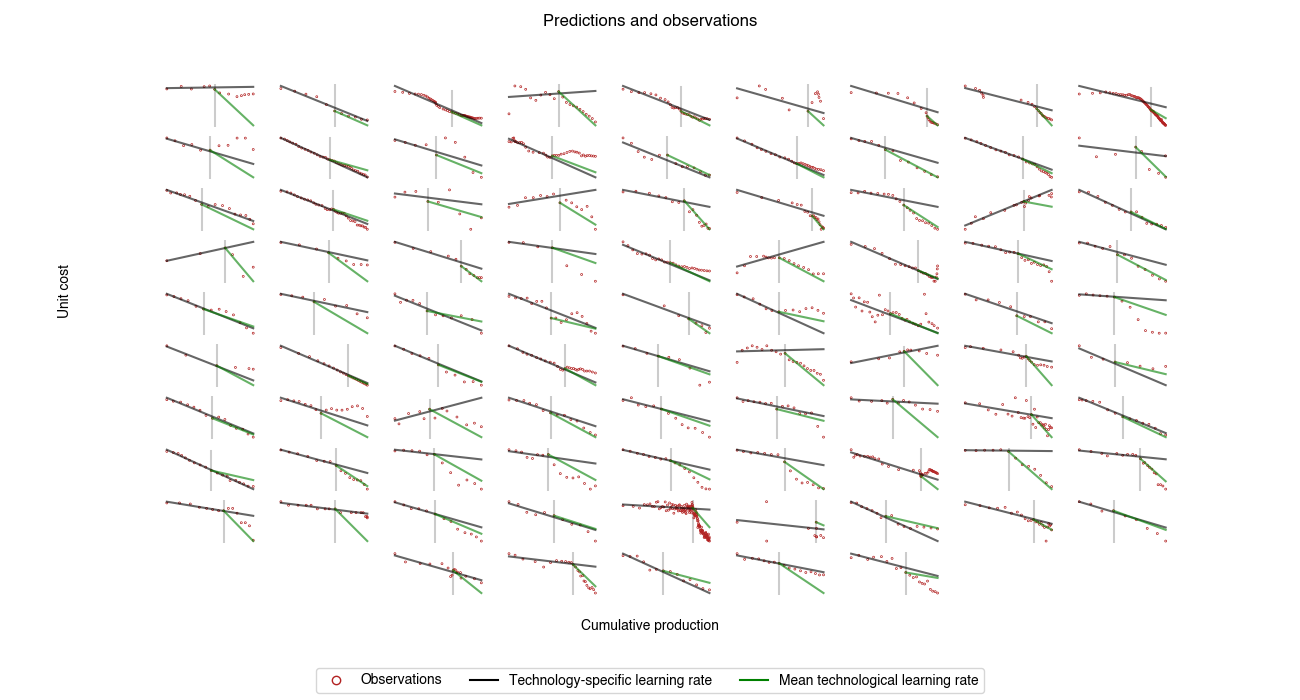 Predictions and observations
Unit cost
Cumulative production
Observations
Technology-specific learning rate
Mean technological learning rate